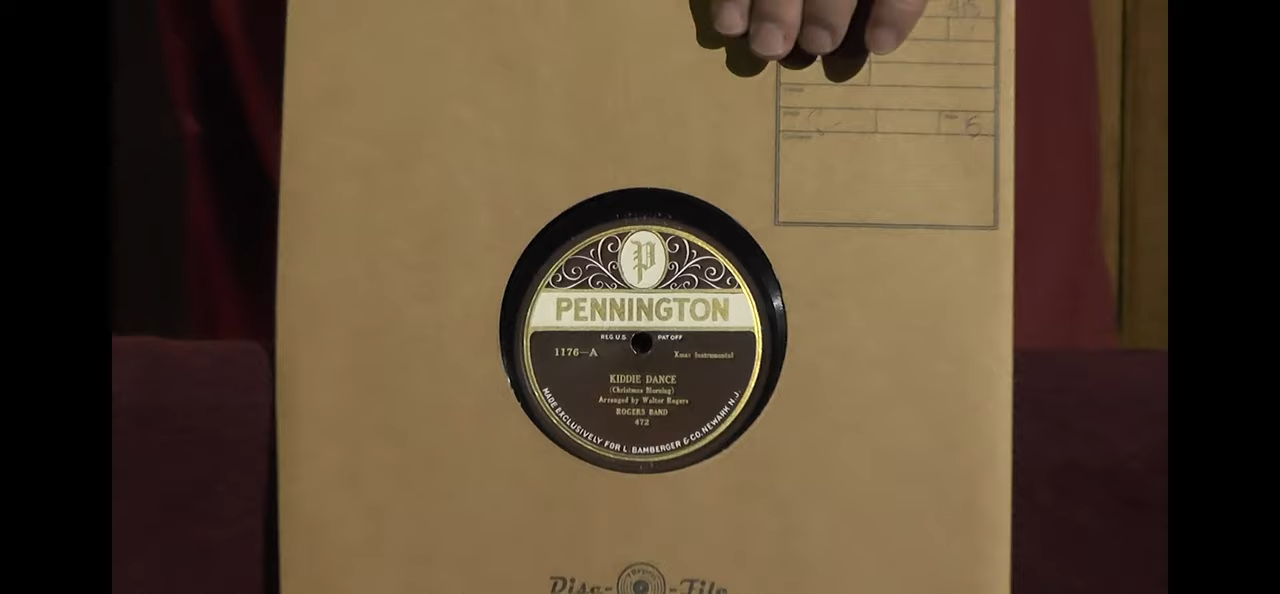 P
PENNINGTON
REG. U.S. PAT OFF
1176—A Xmas Instrumental
KIDDIE DANCE
(Christmas Morning)
Arranged by Walter Rogers
ROGERS BAND
472
MADE EXCLUSIVELY FOR L. BAMBERGER & CO. NEWARK N.J.
Disc-File